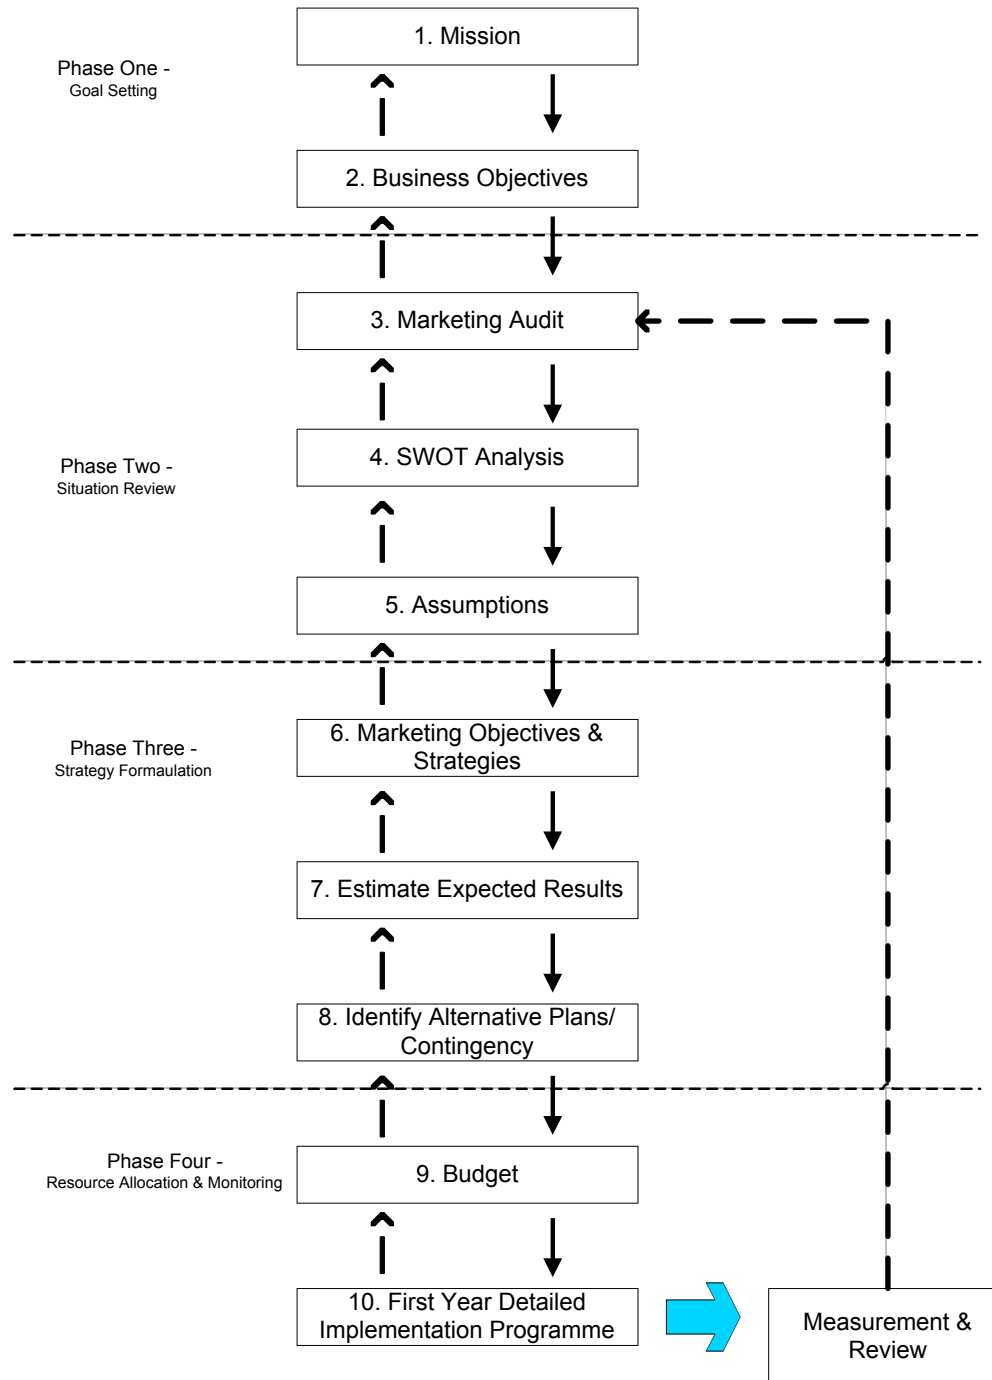 1. Mission
Phase One -
Goal Setting
2. Business Objectives
3. Marketing Audit
4. SWOT Analysis
Phase Two -
Situation Review
5. Assumptions
6. Marketing Objectives &
Strategies
Phase Three -
Strategy Formaulation
7. Estimate Expected Results
8. Identify Alternative Plans/
Contingency
Phase Four -
Resource Allocation & Monitoring
9. Budget
10. First Year Detailed
Implementation Programme
Measurement &
Review